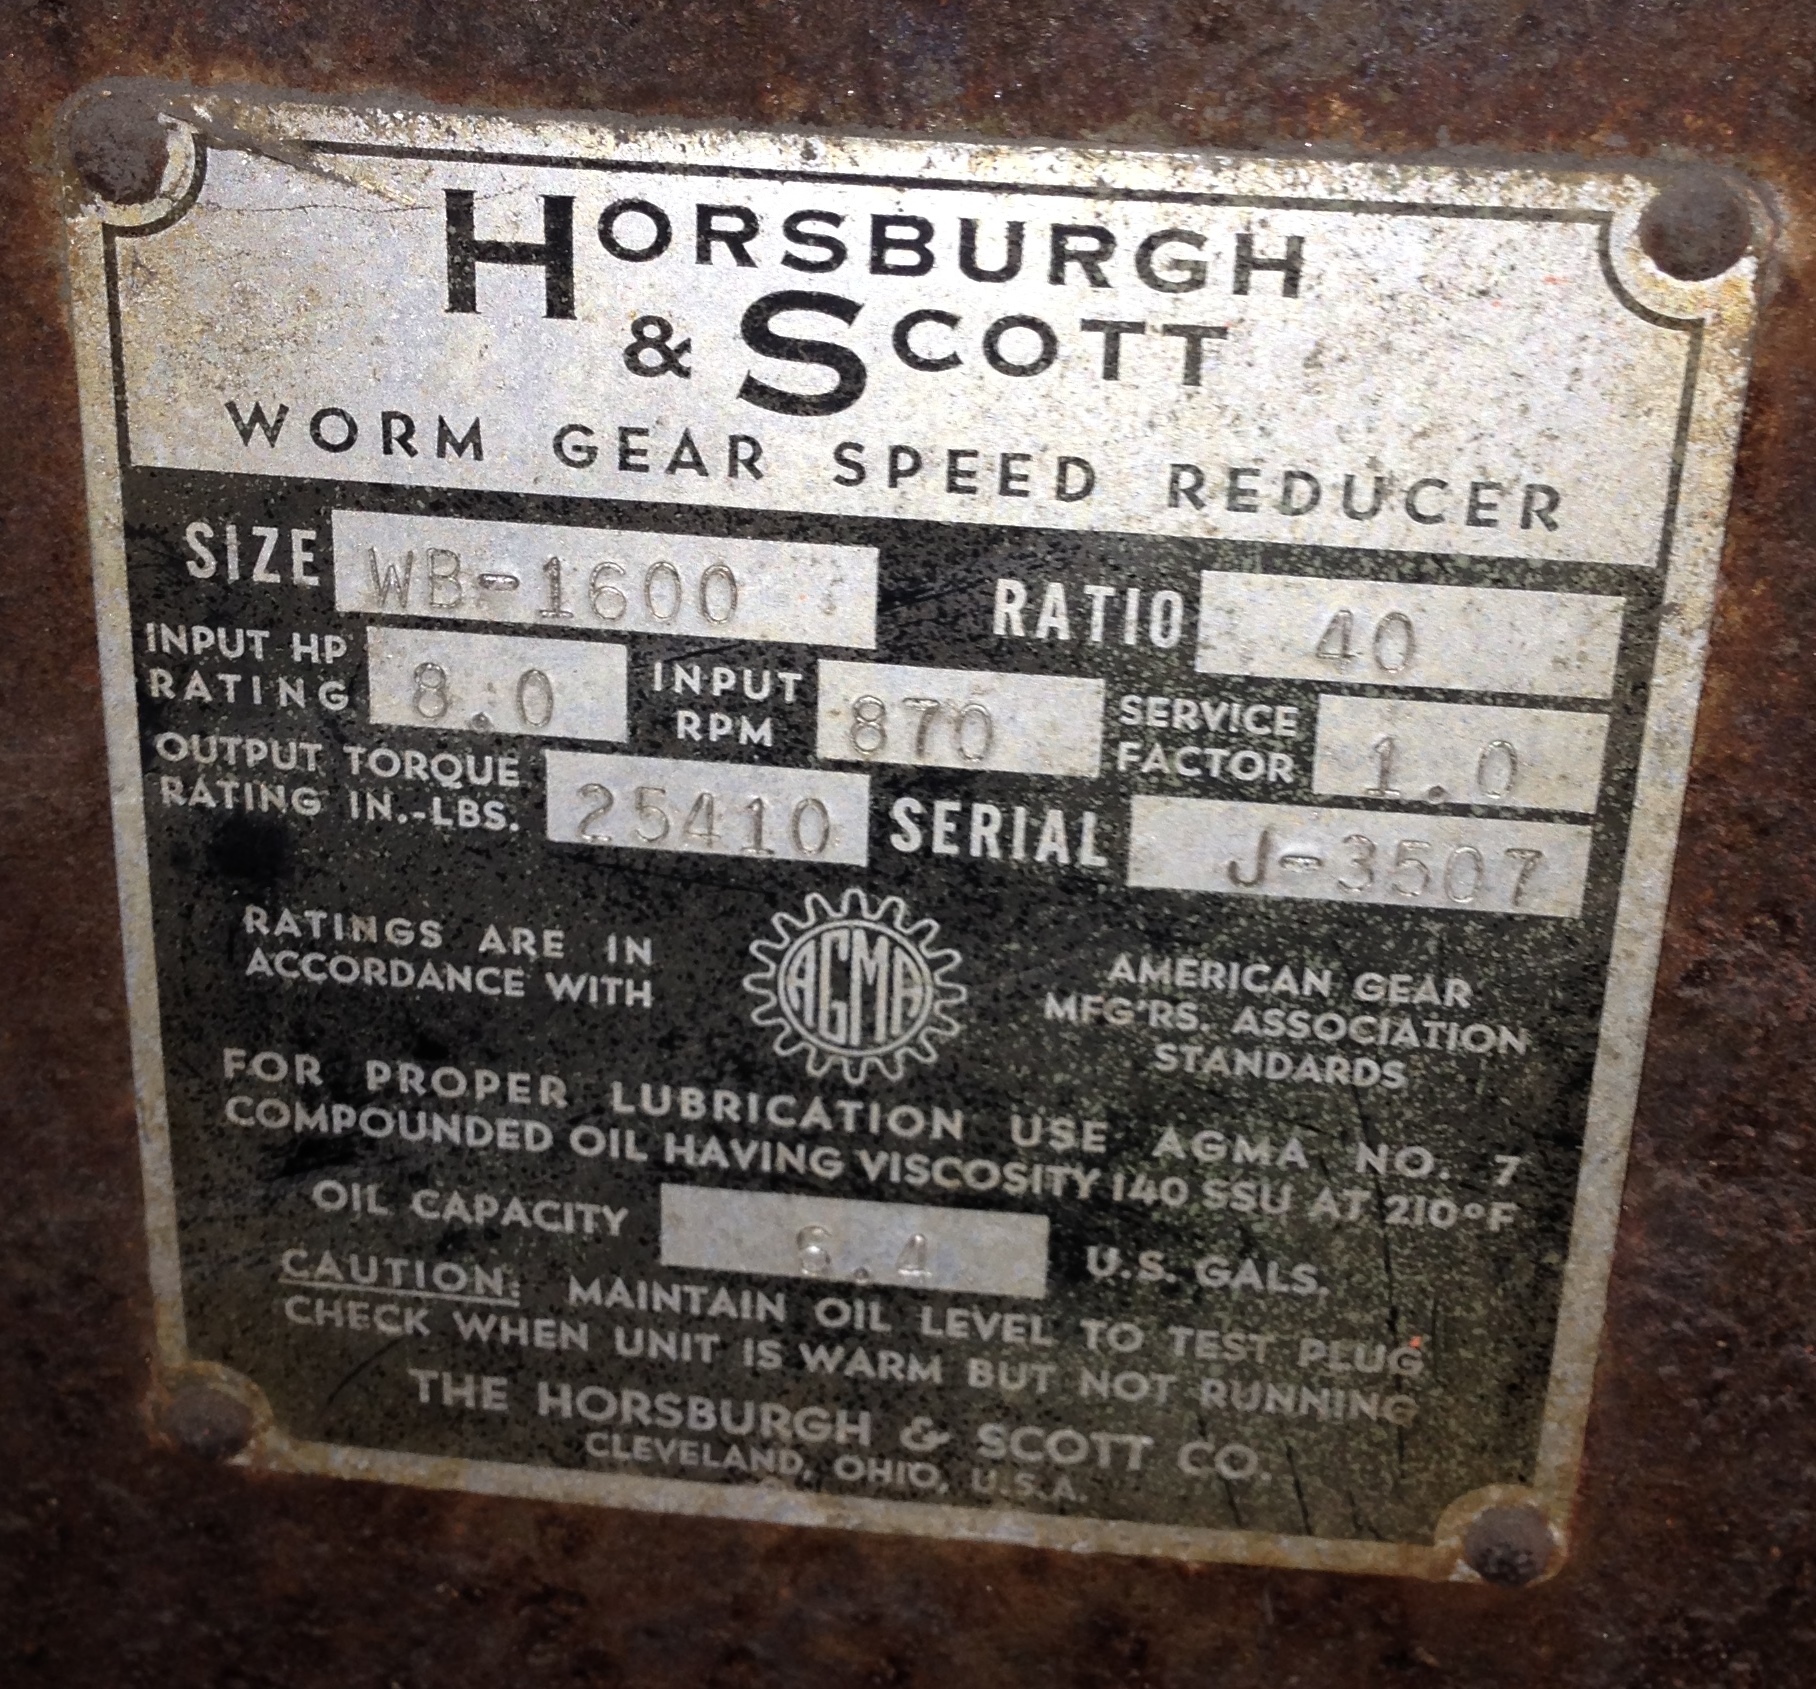 HORSBURGH
& SCOTT
WORM GEAR SPEED REDUCER
SIZE WB-1600 RATIO 40
INPUT HP RATING 8.0 INPUT RPM 870 SERVICE FACTOR 1.0
OUTPUT TORQUE RATING IN.-LBS. 25410 SERIAL J-3507
RATINGS ARE IN
ACCORDANCE WITH
AGMA
AMERICAN GEAR
MFG'RS. ASSOCIATION
STANDARDS
FOR PROPER LUBRICATION USE AGMA NO. 7
COMPOUNDED OIL HAVING VISCOSITY 140 SSU AT 210°F
OIL CAPACITY 6.4 U.S. GALS.
CAUTION: MAINTAIN OIL LEVEL TO TEST PLUG
CHECK WHEN UNIT IS WARM BUT NOT RUNNING
THE HORSBURGH & SCOTT CO.
CLEVELAND, OHIO, U.S.A.